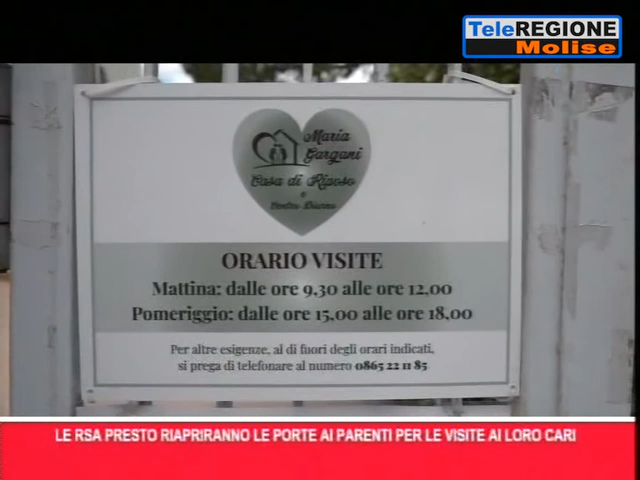 TeleREGIONE
Molise
Maria
Gargani
Casa di Riposo
e
Centro Diurno
ORARIO VISITE
Mattina: dalle ore 9,30 alle ore 12,00
Pomeriggio: dalle ore 15,00 alle ore 18,00
Per altre esigenze, al di fuori degli orari indicati,
si prega di telefonare al numero 0865 22 11 85
LE RSA PRESTO RIAPRIRANNO LE PORTE AI PARENTI PER LE VISITE AI LORO CARI